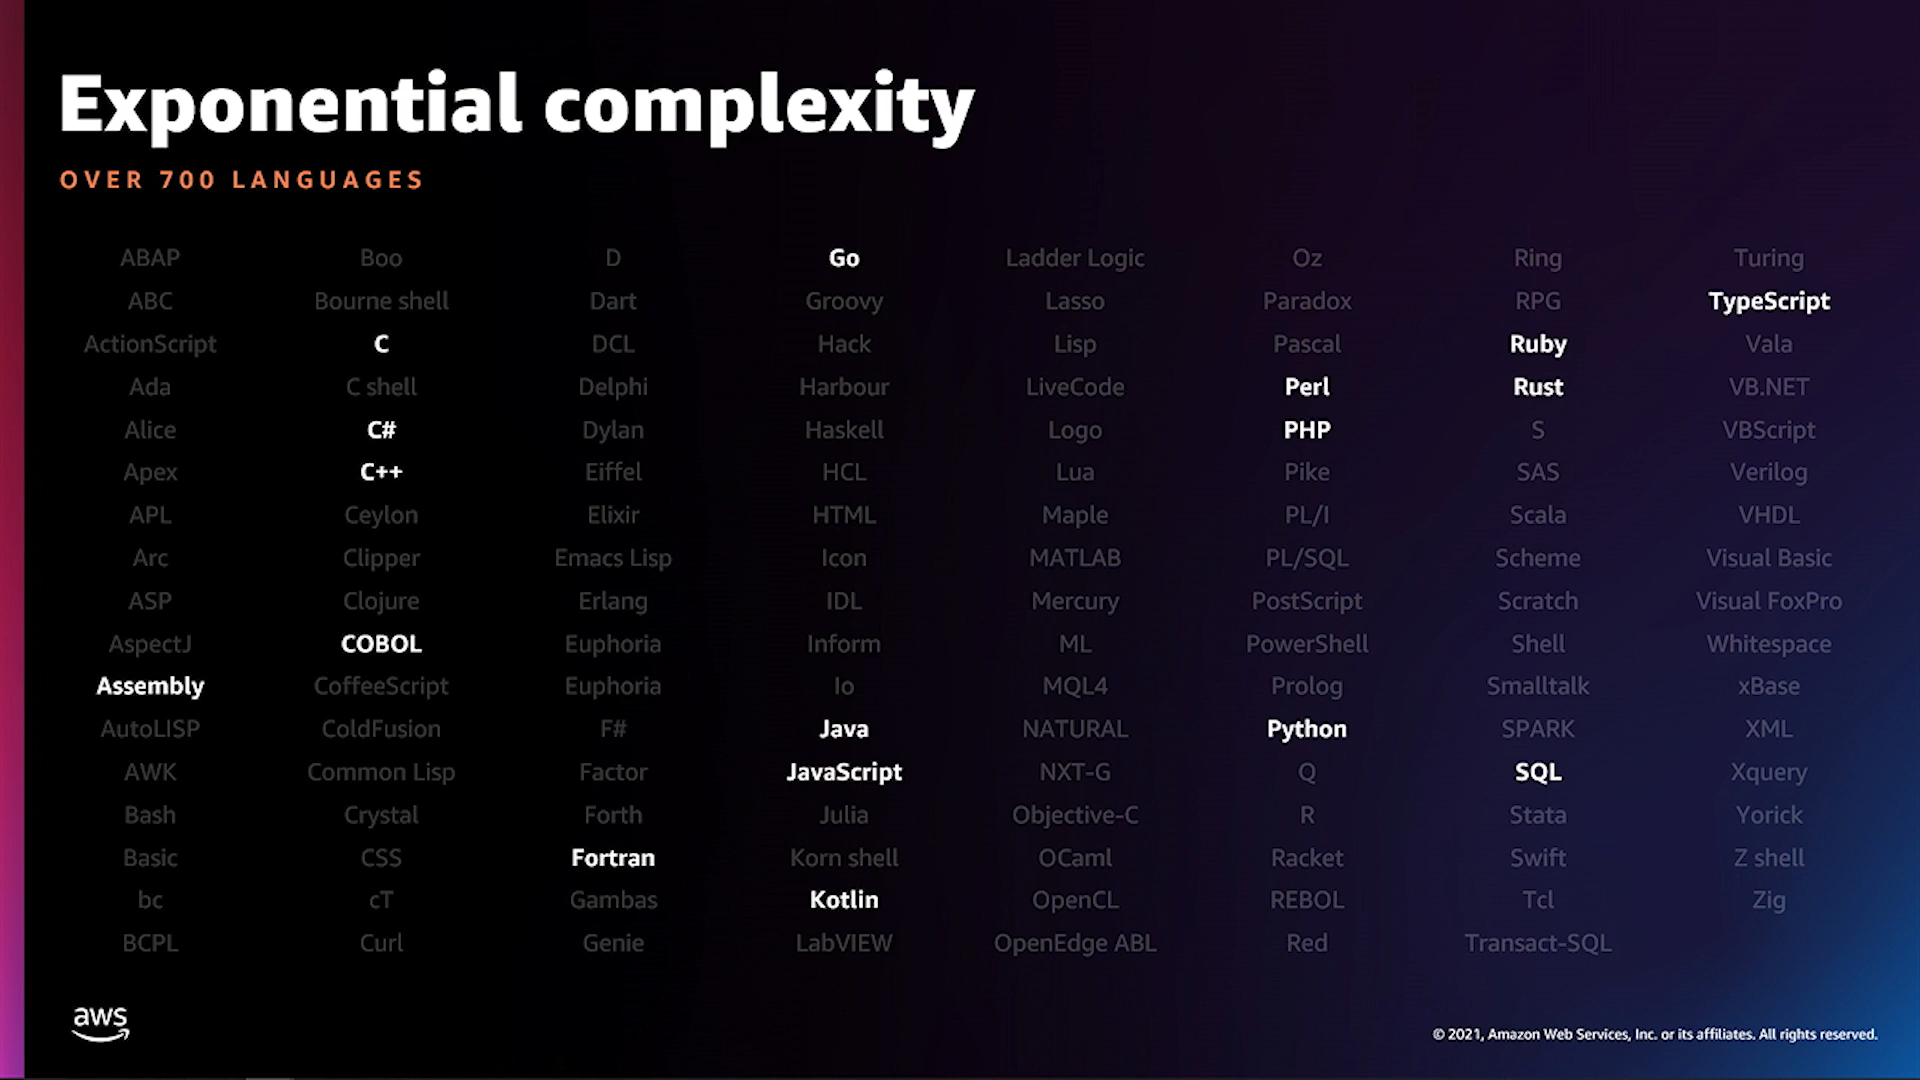 Exponential complexity
OVER 700 LANGUAGES
ABAP Boo D Go Ladder Logic Oz Ring Turing
ABC Bourne shell Dart Groovy Lasso Paradox RPG TypeScript
ActionScript C DCL Hack Lisp Pascal Ruby Vala
Ada C shell Delphi Harbour LiveCode Perl Rust VB.NET
Alice C# Dylan Haskell Logo PHP S VBScript
Apex C++ Eiffel HCL Lua Pike SAS Verilog
APL Ceylon Elixir HTML Maple PL/I Scala VHDL
Arc Clipper Emacs Lisp Icon MATLAB PL/SQL Scheme Visual Basic
ASP Clojure Erlang IDL Mercury PostScript Scratch Visual FoxPro
AspectJ COBOL Euphoria Inform ML PowerShell Shell Whitespace
Assembly CoffeeScript Euphoria Io MQL4 Prolog Smalltalk xBase
AutoLISP ColdFusion F# Java NATURAL Python SPARK XML
AWK Common Lisp Factor JavaScript NXT-G Q SQL Xquery
Bash Crystal Forth Julia Objective-C R Stata Yorick
Basic CSS Fortran Korn shell OCaml Racket Swift Z shell
bc cT Gambas Kotlin OpenCL REBOL Tcl Zig
BCPL Curl Genie LabVIEW OpenEdge ABL Red Transact-SQL
aws
© 2021, Amazon Web Services, Inc. or its affiliates. All rights reserved.